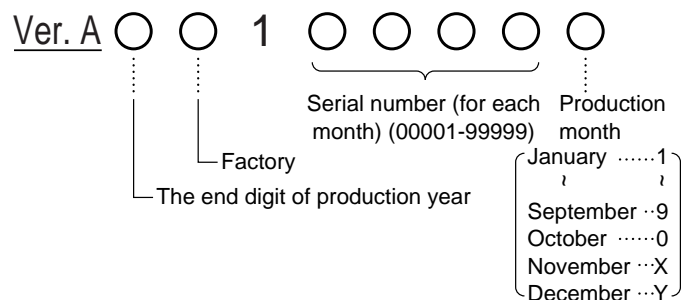 Ver. A ○ ○ 1 ○ ○ ○ ○ ○
Serial number (for each
month) (00001-99999)
Production
month
January ······1
≀ ≀
September ··9
October ······0
November ···X
December ···Y
Factory
The end digit of production year